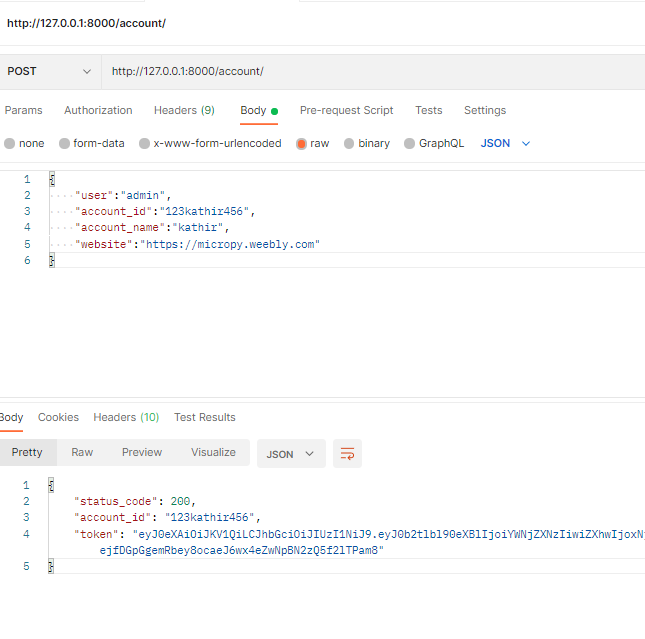 http://127.0.0.1:8000/account/
POST http://127.0.0.1:8000/account/
Params Authorization Headers (9) Body Pre-request Script Tests Settings
none form-data x-www-form-urlencoded raw binary GraphQL JSON
1 {
2 "user":"admin",
3 "account_id":"123kathir456",
4 "account_name":"kathir",
5 "website":"https://micropy.weebly.com"
6 }
Body Cookies Headers (10) Test Results
Pretty Raw Preview Visualize JSON
1 {
2 "status_code": 200,
3 "account_id": "123kathir456",
4 "token": "eyJ0eXAiOiJKV1QiLCJhbGciOiJIUzI1NiJ9.eyJ0b2tlbl90eXBlIjoiYWNjZXNzIiwiZXhwIjoxN
ejfDGpGgemRbey8ocaeJ6wx4eZwNpBN2zQ5f2lTPam8"
5 }